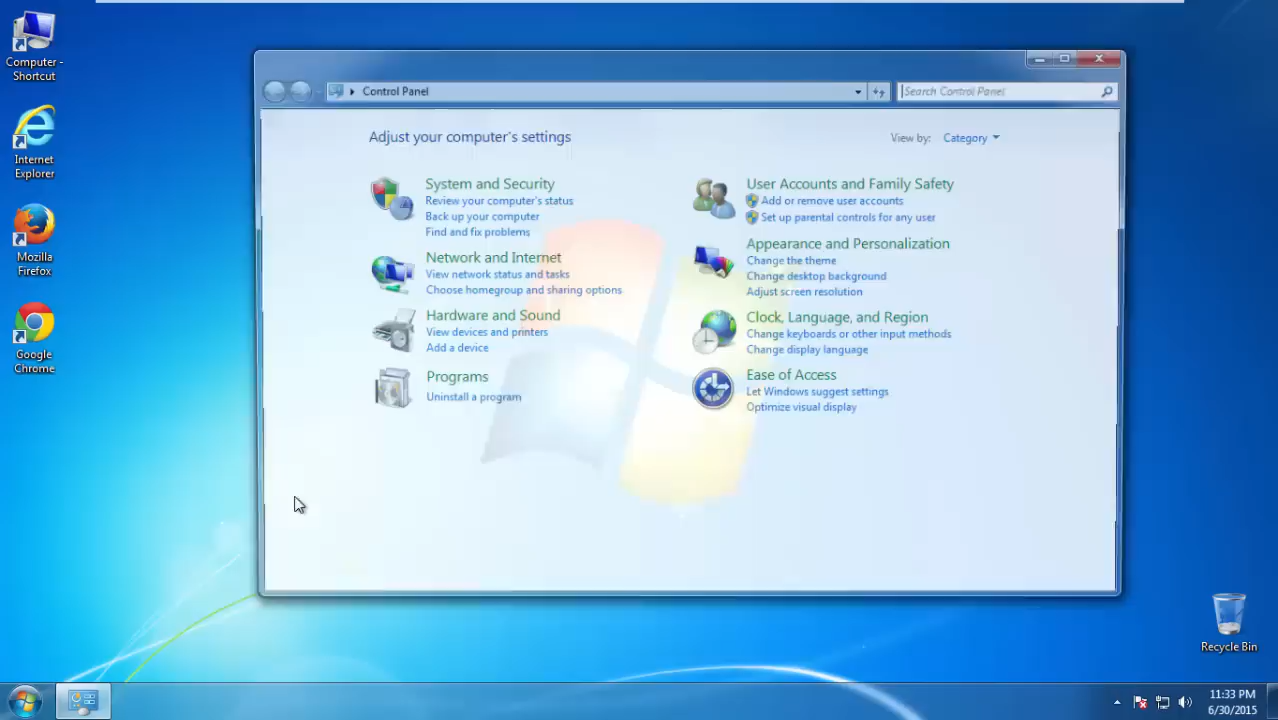 Computer -
Shortcut
Internet
Explorer
Mozilla
Firefox
Google
Chrome
Control Panel
Search Control Panel
Adjust your computer's settings
View by: Category
System and Security
Review your computer's status
Back up your computer
Find and fix problems
Network and Internet
View network status and tasks
Choose homegroup and sharing options
Hardware and Sound
View devices and printers
Add a device
Programs
Uninstall a program
User Accounts and Family Safety
Add or remove user accounts
Set up parental controls for any user
Appearance and Personalization
Change the theme
Change desktop background
Adjust screen resolution
Clock, Language, and Region
Change keyboards or other input methods
Change display language
Ease of Access
Let Windows suggest settings
Optimize visual display
Recycle Bin
11:33 PM
6/30/2015